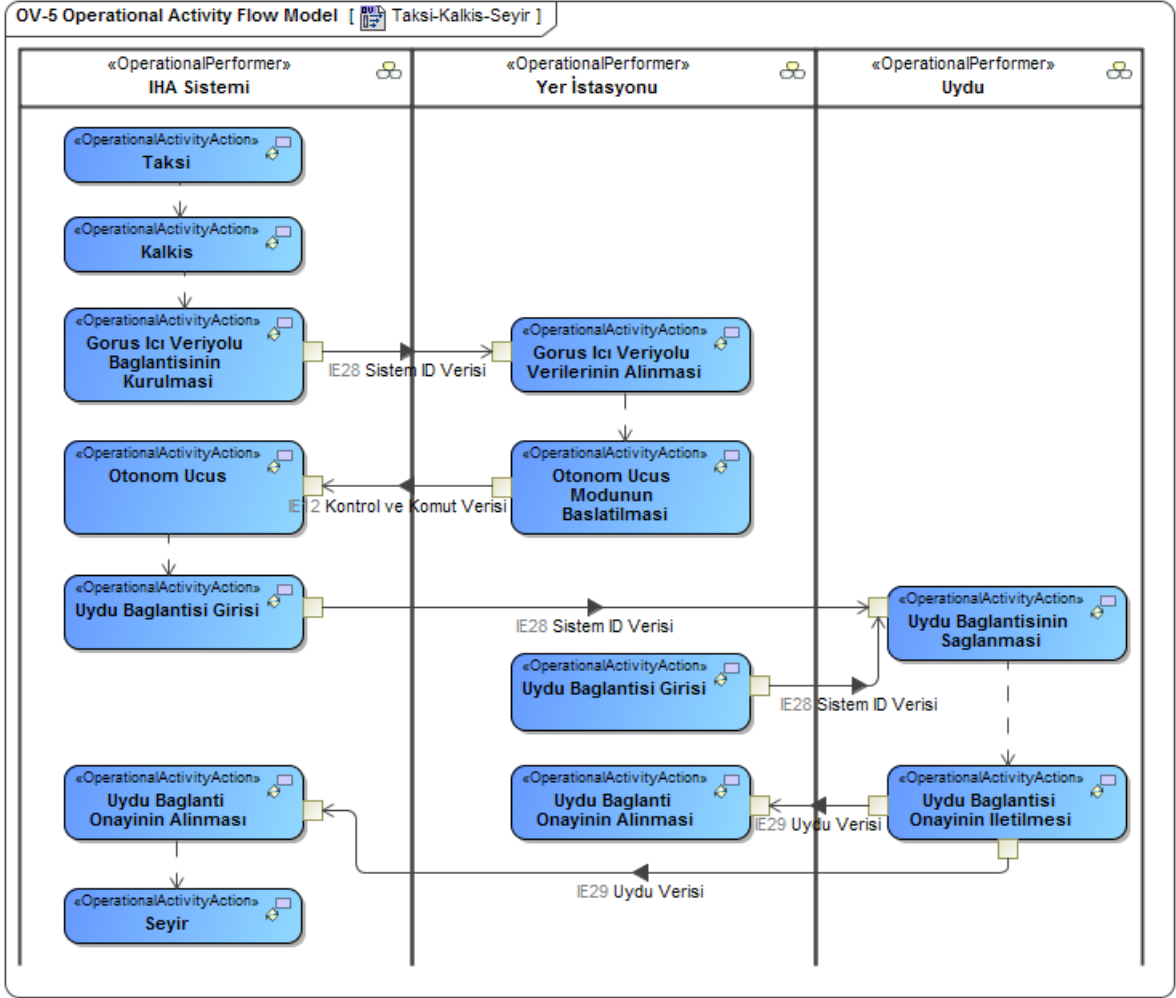 OV-5 Operational Activity Flow Model [ Taksi-Kalkis-Seyir ]
«OperationalPerformer»
IHA Sistemi
«OperationalPerformer»
Yer İstasyonu
«OperationalPerformer»
Uydu
«OperationalActivityAction»
Taksi
«OperationalActivityAction»
Kalkis
«OperationalActivityAction»
Gorus Icı Veriyolu
Baglantisinin
Kurulmasi
IE28 Sistem ID Verisi
«OperationalActivityAction»
Gorus Icı Veriyolu
Verilerinin Alinmasi
«OperationalActivityAction»
Otonom Ucus
IE12 Kontrol ve Komut Verisi
«OperationalActivityAction»
Otonom Ucus
Modunun
Baslatilmasi
«OperationalActivityAction»
Uydu Baglantisi Girisi
IE28 Sistem ID Verisi
«OperationalActivityAction»
Uydu Baglantisinin
Saglanmasi
«OperationalActivityAction»
Uydu Baglantisi Girisi
IE28 Sistem ID Verisi
«OperationalActivityAction»
Uydu Baglanti
Onayinin Alinması
«OperationalActivityAction»
Uydu Baglanti
Onayinin Alinmasi
IE29 Uydu Verisi
«OperationalActivityAction»
Uydu Baglantisi
Onayinin Iletilmesi
IE29 Uydu Verisi
«OperationalActivityAction»
Seyir